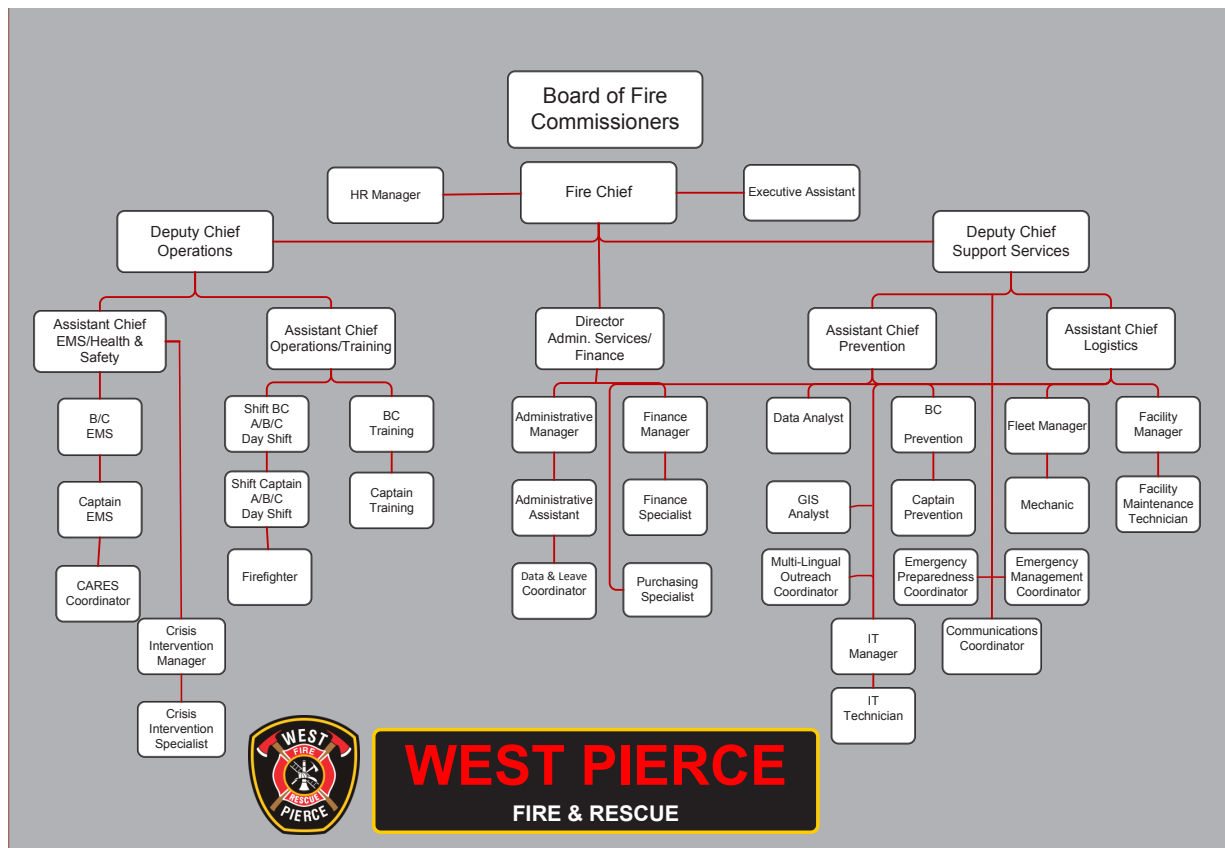 Board of Fire
Commissioners
HR Manager
Fire Chief
Executive Assistant
Deputy Chief
Operations
Deputy Chief
Support Services
Assistant Chief
EMS/Health &
Safety
Assistant Chief
Operations/Training
Director
Admin. Services/
Finance
Assistant Chief
Prevention
Assistant Chief
Logistics
B/C
EMS
Shift BC
A/B/C
Day Shift
BC
Training
Administrative
Manager
Finance
Manager
Data Analyst
BC
Prevention
Fleet Manager
Facility
Manager
Captain
EMS
Shift Captain
A/B/C
Day Shift
Captain
Training
Administrative
Assistant
Finance
Specialist
GIS
Analyst
Captain
Prevention
Mechanic
Facility
Maintenance
Technician
CARES
Coordinator
Firefighter
Data & Leave
Coordinator
Purchasing
Specialist
Multi-Lingual
Outreach
Coordinator
Emergency
Preparedness
Coordinator
Emergency
Management
Coordinator
Crisis
Intervention
Manager
IT
Manager
Communications
Coordinator
Crisis
Intervention
Specialist
IT
Technician
WEST
FIRE
RESCUE
PIERCE
WEST PIERCE
FIRE & RESCUE